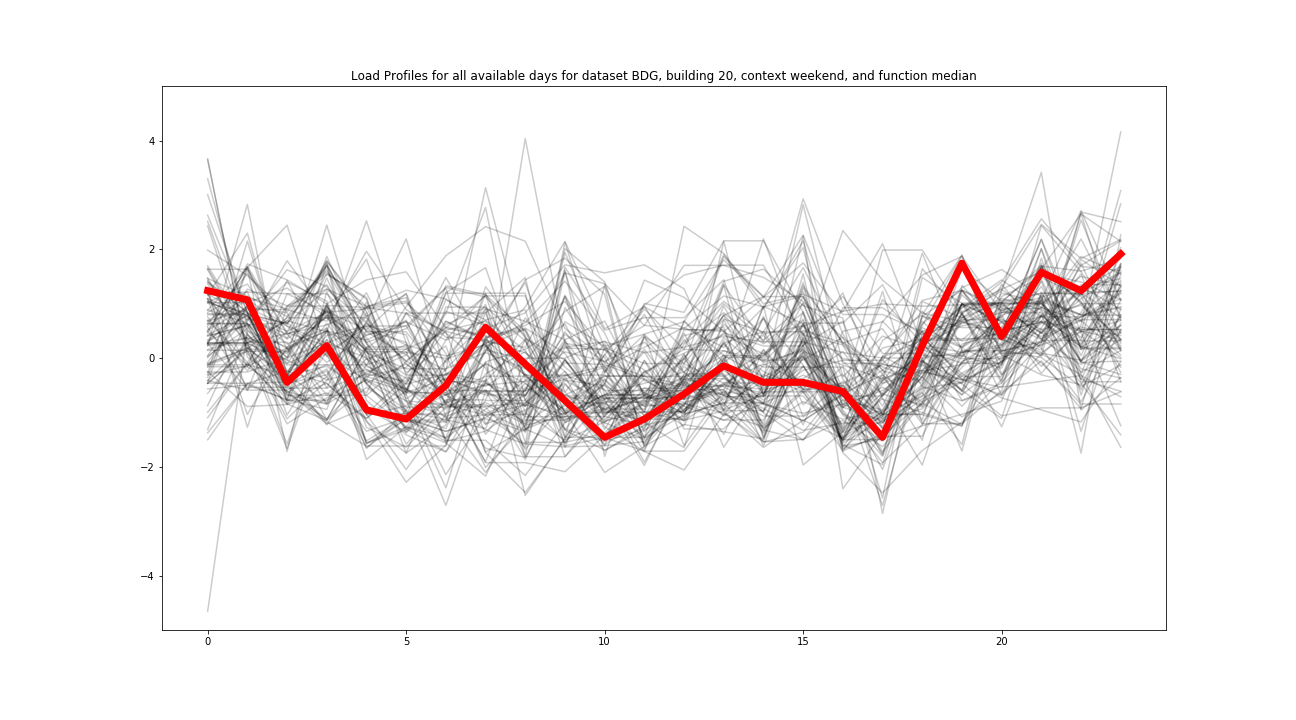 Load Profiles for all available days for dataset BDG, building 20, context weekend, and function median
4
2
0
−2
−4
0 5 10 15 20